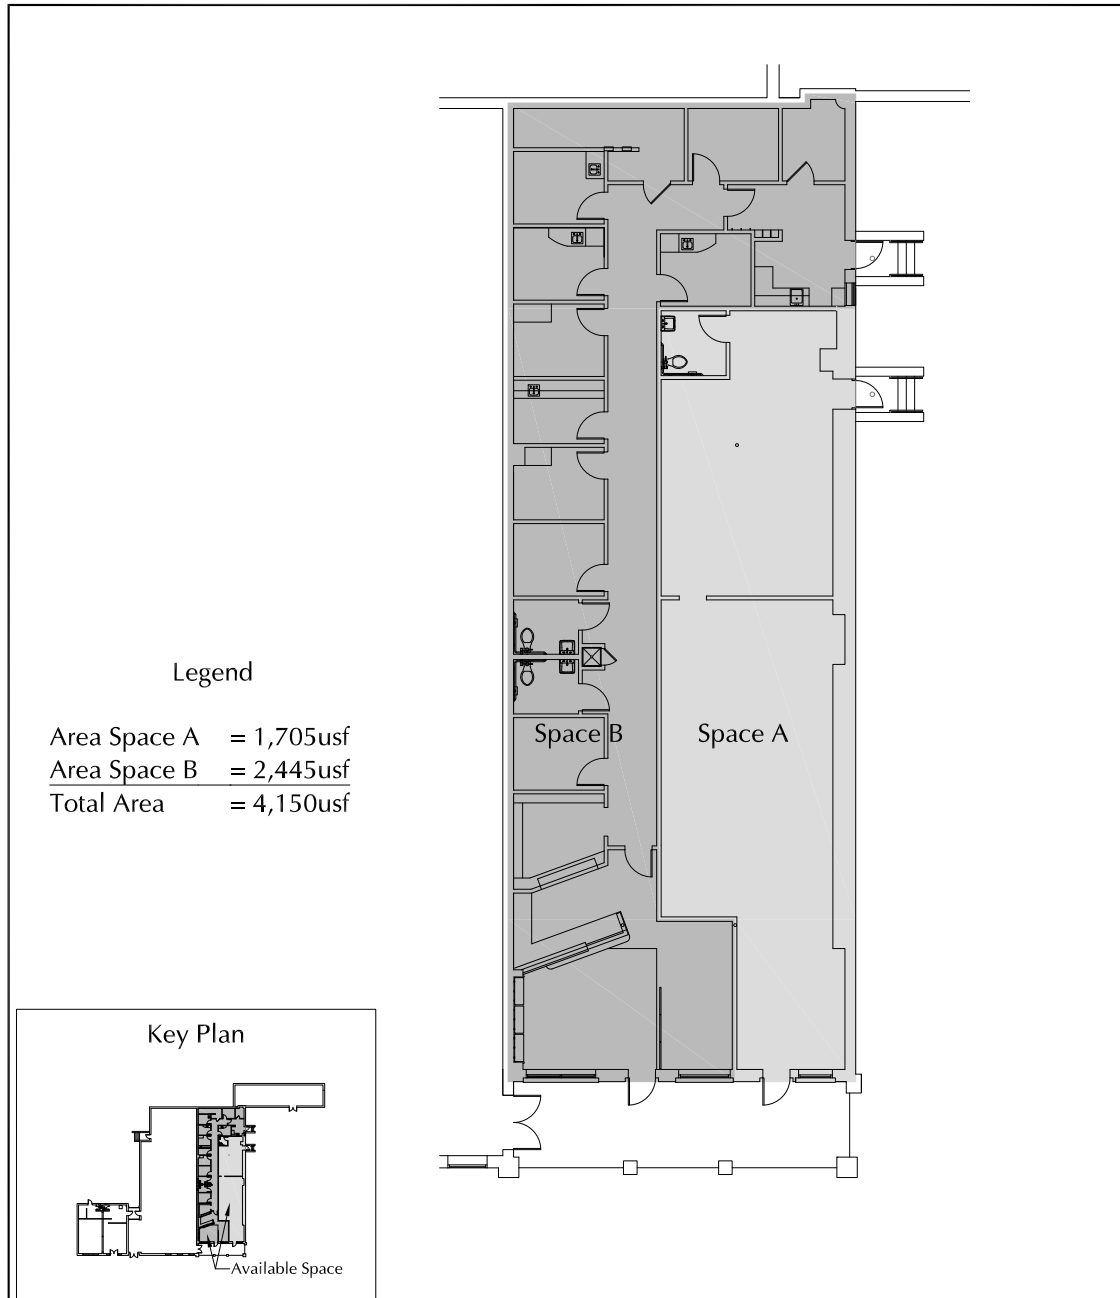 Legend
Area Space A = 1,705usf
Area Space B = 2,445usf
Total Area = 4,150usf
Space B
Space A
Key Plan
Available Space